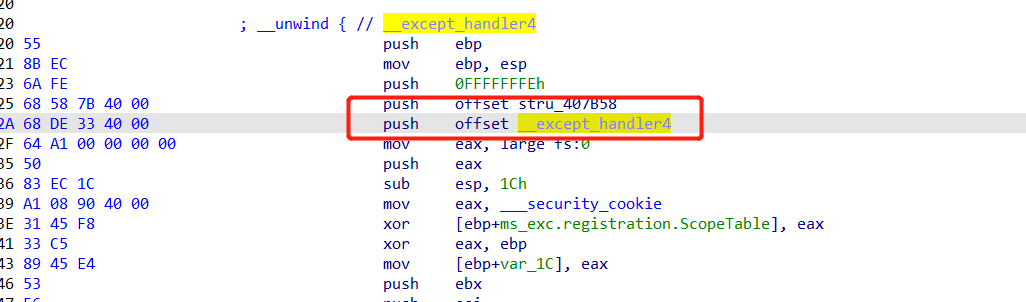 20
20 ; __unwind { // __except_handler4
20 55 push ebp
21 8B EC mov ebp, esp
23 6A FE push 0FFFFFFFEh
25 68 58 7B 40 00 push offset stru_407B58
2A 68 DE 33 40 00 push offset __except_handler4
2F 64 A1 00 00 00 00 mov eax, large fs:0
35 50 push eax
36 83 EC 1C sub esp, 1Ch
39 A1 08 90 40 00 mov eax, ___security_cookie
3E 31 45 F8 xor [ebp+ms_exc.registration.ScopeTable], eax
41 33 C5 xor eax, ebp
43 89 45 E4 mov [ebp+var_1C], eax
46 53 push ebx
47 56 push esi